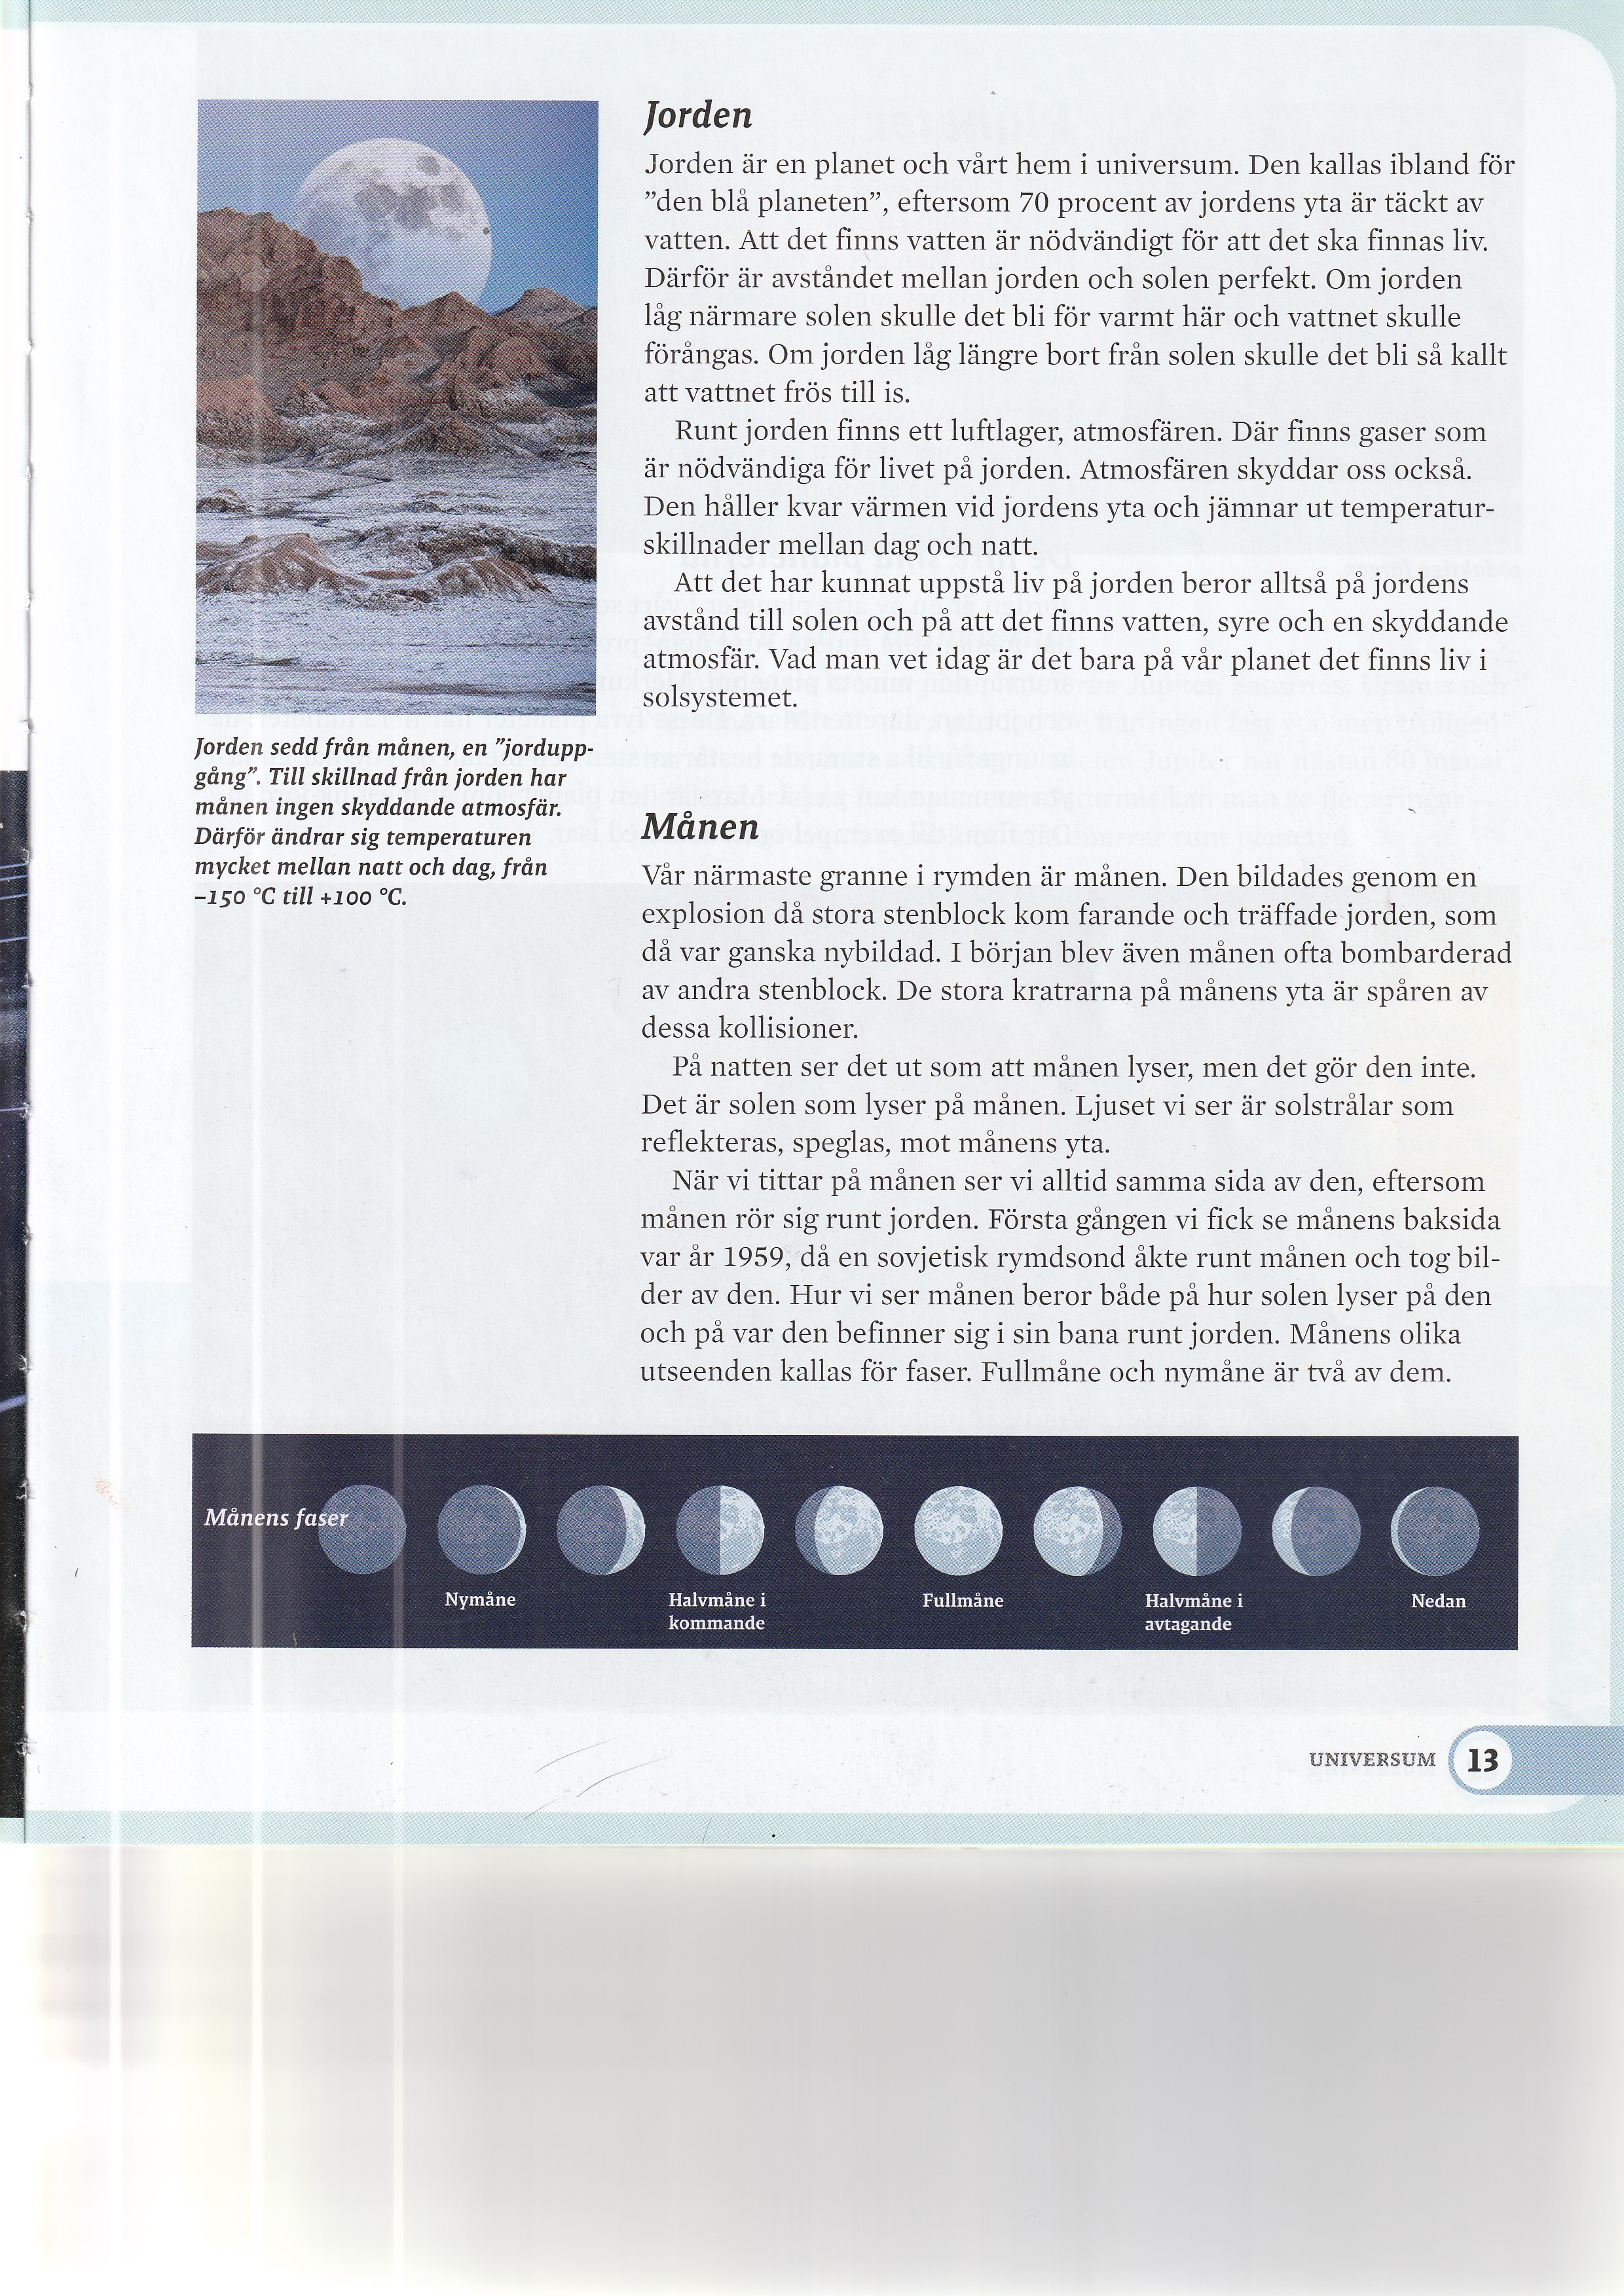 Jorden
Jorden är en planet och vårt hem i universum. Den kallas ibland för
”den blå planeten”, eftersom 70 procent av jordens yta är täckt av
vatten. Att det finns vatten är nödvändigt för att det ska finnas liv.
Därför är avståndet mellan jorden och solen perfekt. Om jorden
låg närmare solen skulle det bli för varmt här och vattnet skulle
förångas. Om jorden låg längre bort från solen skulle det bli så kallt
att vattnet frös till is.
Runt jorden finns ett luftlager, atmosfären. Där finns gaser som
är nödvändiga för livet på jorden. Atmosfären skyddar oss också.
Den håller kvar värmen vid jordens yta och jämnar ut temperatur-
skillnader mellan dag och natt.
Att det har kunnat uppstå liv på jorden beror alltså på jordens
avstånd till solen och på att det finns vatten, syre och en skyddande
atmosfär. Vad man vet idag är det bara på vår planet det finns liv i
solsystemet.
Jorden sedd från månen, en ”jordupp-
gång”. Till skillnad från jorden har
månen ingen skyddande atmosfär.
Därför ändrar sig temperaturen
mycket mellan natt och dag, från
–150 °C till +100 °C.
Månen
Vår närmaste granne i rymden är månen. Den bildades genom en
explosion då stora stenblock kom farande och träffade jorden, som
då var ganska nybildad. I början blev även månen ofta bombarderad
av andra stenblock. De stora kratrarna på månens yta är spåren av
dessa kollisioner.
På natten ser det ut som att månen lyser, men det gör den inte.
Det är solen som lyser på månen. Ljuset vi ser är solstrålar som
reflekteras, speglas, mot månens yta.
När vi tittar på månen ser vi alltid samma sida av den, eftersom
månen rör sig runt jorden. Första gången vi fick se månens baksida
var år 1959, då en sovjetisk rymdsond åkte runt månen och tog bil-
der av den. Hur vi ser månen beror både på hur solen lyser på den
och på var den befinner sig i sin bana runt jorden. Månens olika
utseenden kallas för faser. Fullmåne och nymåne är två av dem.
Månens faser
Nymåne
Halvmåne i
kommande
Fullmåne
Halvmåne i
avtagande
Nedan
UNIVERSUM 13